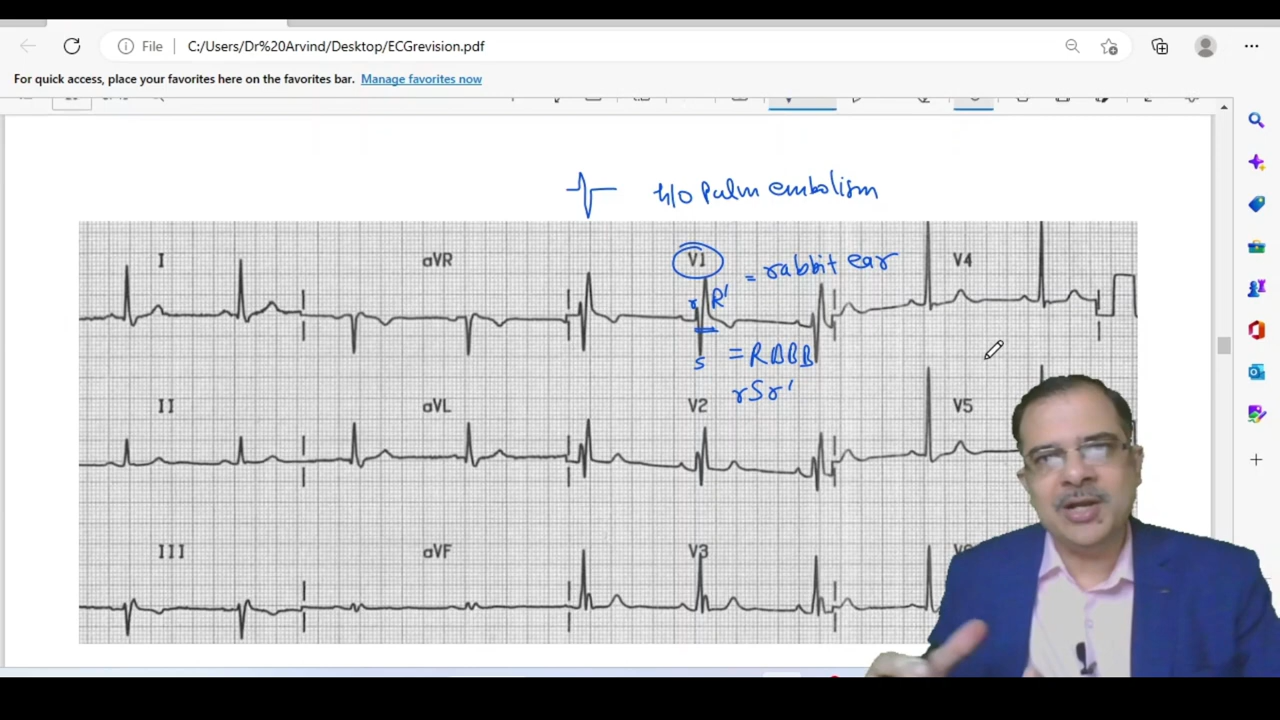 File C:/Users/Dr%20Arvind/Desktop/ECGrevision.pdf
For quick access, place your favorites here on the favorites bar. Manage favorites now
h/o Pulm embolism
I aVR V1 = rabbit ear V4
r R'
s = RBBB
rSr'
II aVL V2 V5
III aVF V3